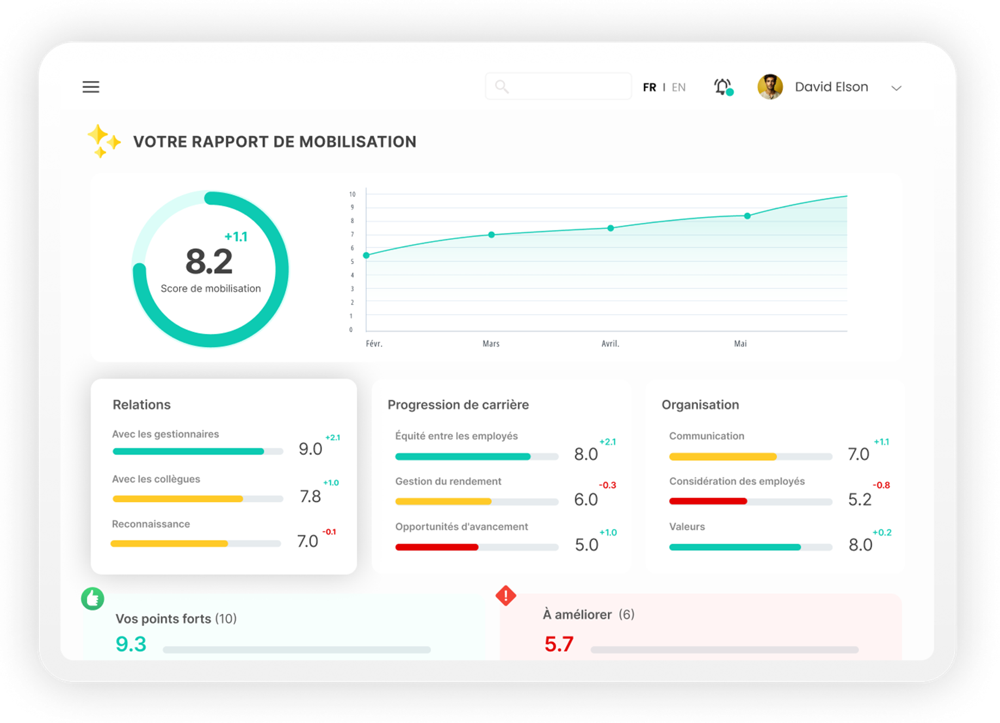 FR | EN
David Elson
VOTRE RAPPORT DE MOBILISATION
+1.1
8.2
Score de mobilisation
10
9
8
7
6
5
4
3
2
1
0
Févr.
Mars
Avril.
Mai
Relations
Avec les gestionnaires
+2.1
9.0
Avec les collègues
+1.0
7.8
Reconnaissance
-0.1
7.0
Progression de carrière
Équité entre les employés
+2.1
8.0
Gestion du rendement
-0.3
6.0
Opportunités d'avancement
+1.0
5.0
Organisation
Communication
+1.1
7.0
Considération des employés
-0.8
5.2
Valeurs
+0.2
8.0
Vos points forts (10)
9.3
!
À améliorer (6)
5.7